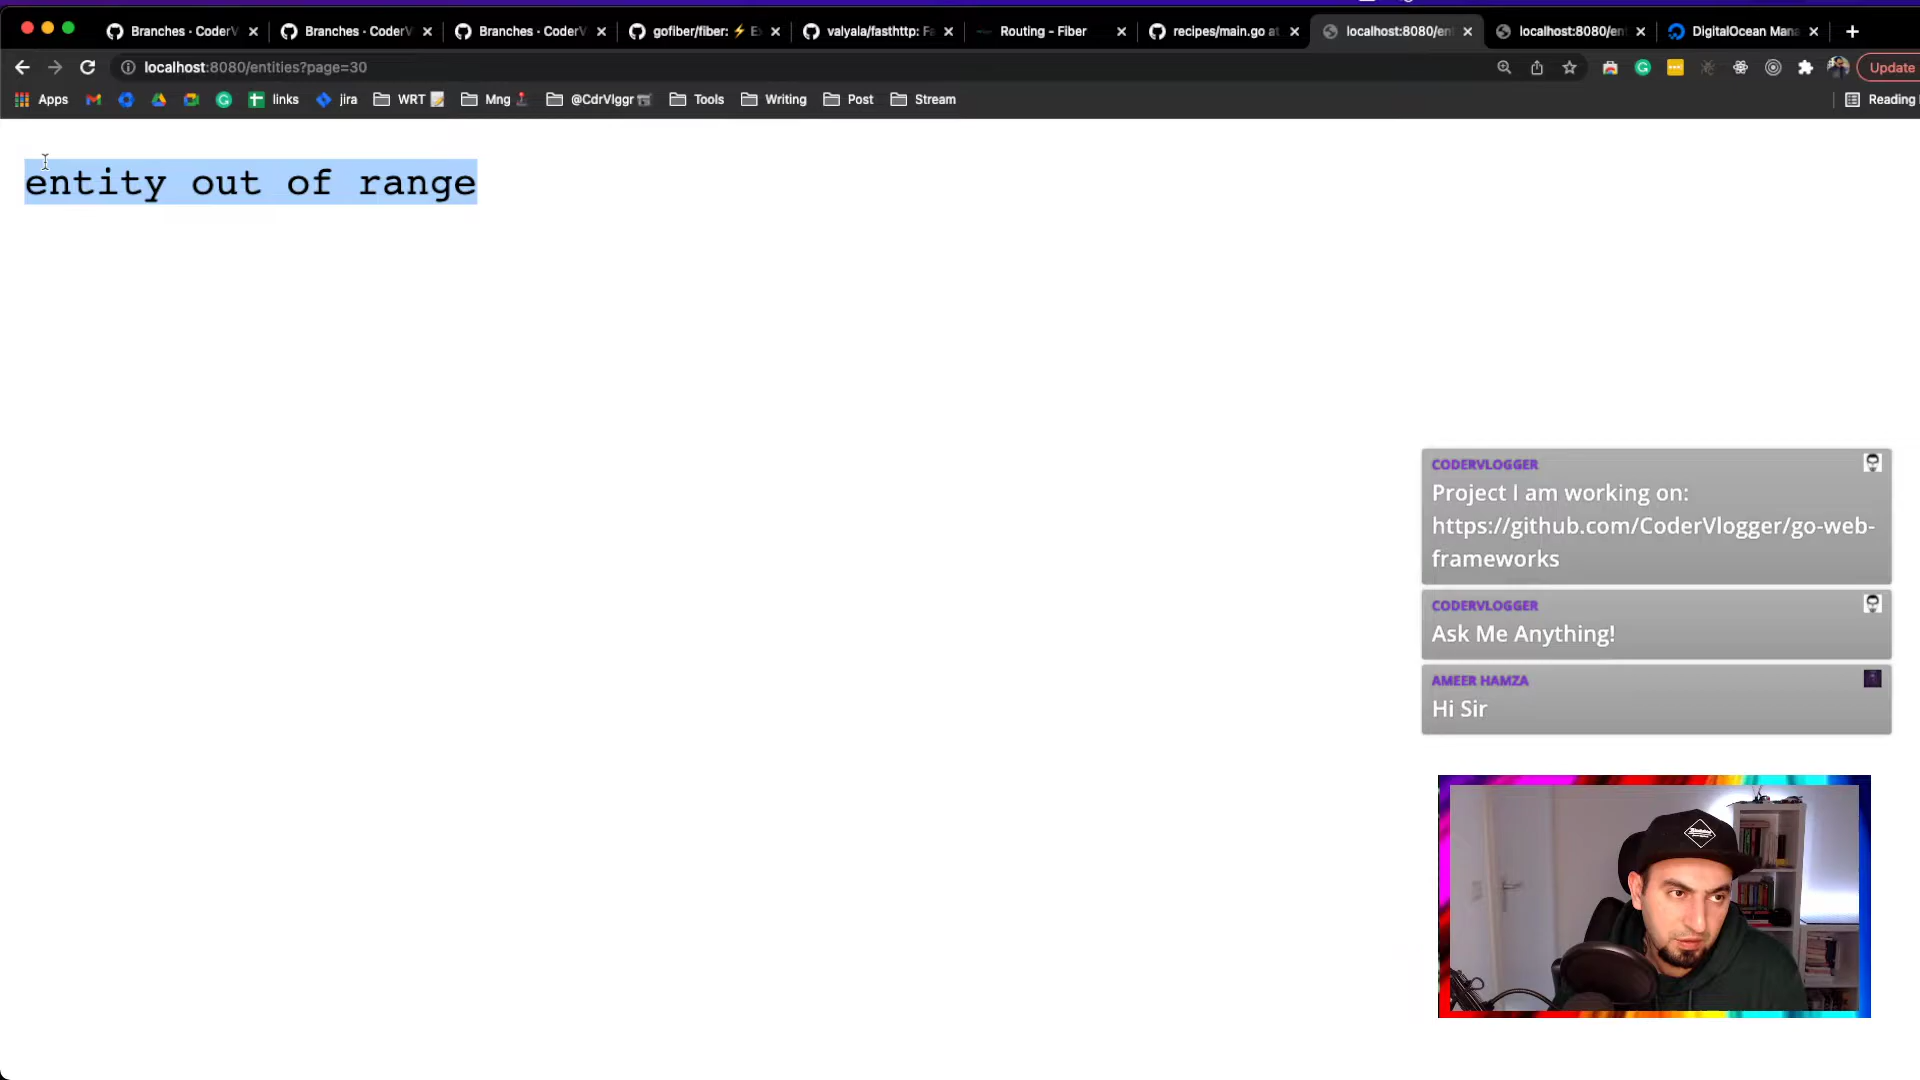 Branches · CoderV
Branches · CoderV
Branches · CoderV
gofiber/fiber: ⚡ E
valyala/fasthttp: Fa
Routing - Fiber
recipes/main.go at
localhost:8080/en
localhost:8080/en
DigitalOcean Mana
localhost:8080/entities?page=30
Update
Apps
links
jira
WRT
Mng
@CdrVlggr
Tools
Writing
Post
Stream
Reading
entity out of range
CODERVLOGGER
Project I am working on:
https://github.com/CoderVlogger/go-web-
frameworks
CODERVLOGGER
Ask Me Anything!
AMEER HAMZA
Hi Sir